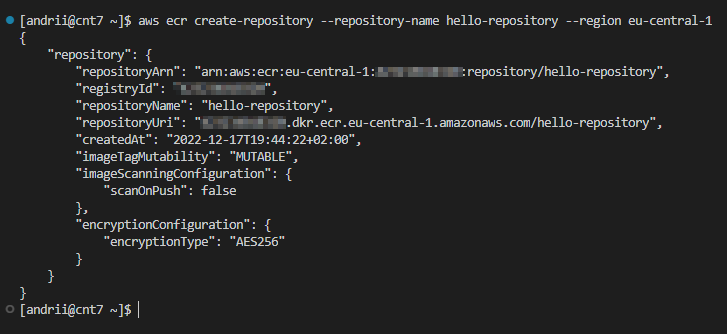 [andrii@cnt7 ~]$ aws ecr create-repository --repository-name hello-repository --region eu-central-1
{
    "repository": {
        "repositoryArn": "arn:aws:ecr:eu-central-1::repository/hello-repository",
        "registryId": "",
        "repositoryName": "hello-repository",
        "repositoryUri": ".dkr.ecr.eu-central-1.amazonaws.com/hello-repository",
        "createdAt": "2022-12-17T19:44:22+02:00",
        "imageTagMutability": "MUTABLE",
        "imageScanningConfiguration": {
            "scanOnPush": false
        },
        "encryptionConfiguration": {
            "encryptionType": "AES256"
        }
    }
}
[andrii@cnt7 ~]$